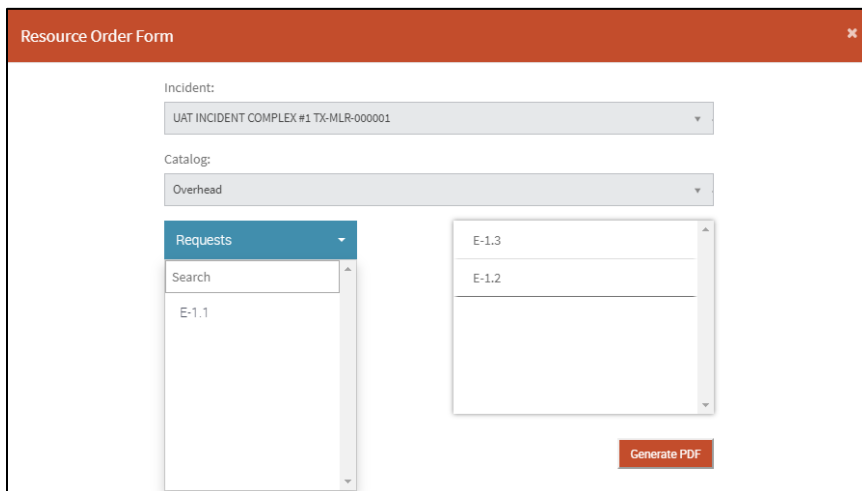 Resource Order Form
Incident:
UAT INCIDENT COMPLEX #1 TX-MLR-000001
Catalog:
Overhead
Requests
Search
E-1.1
E-1.3
E-1.2
Generate PDF